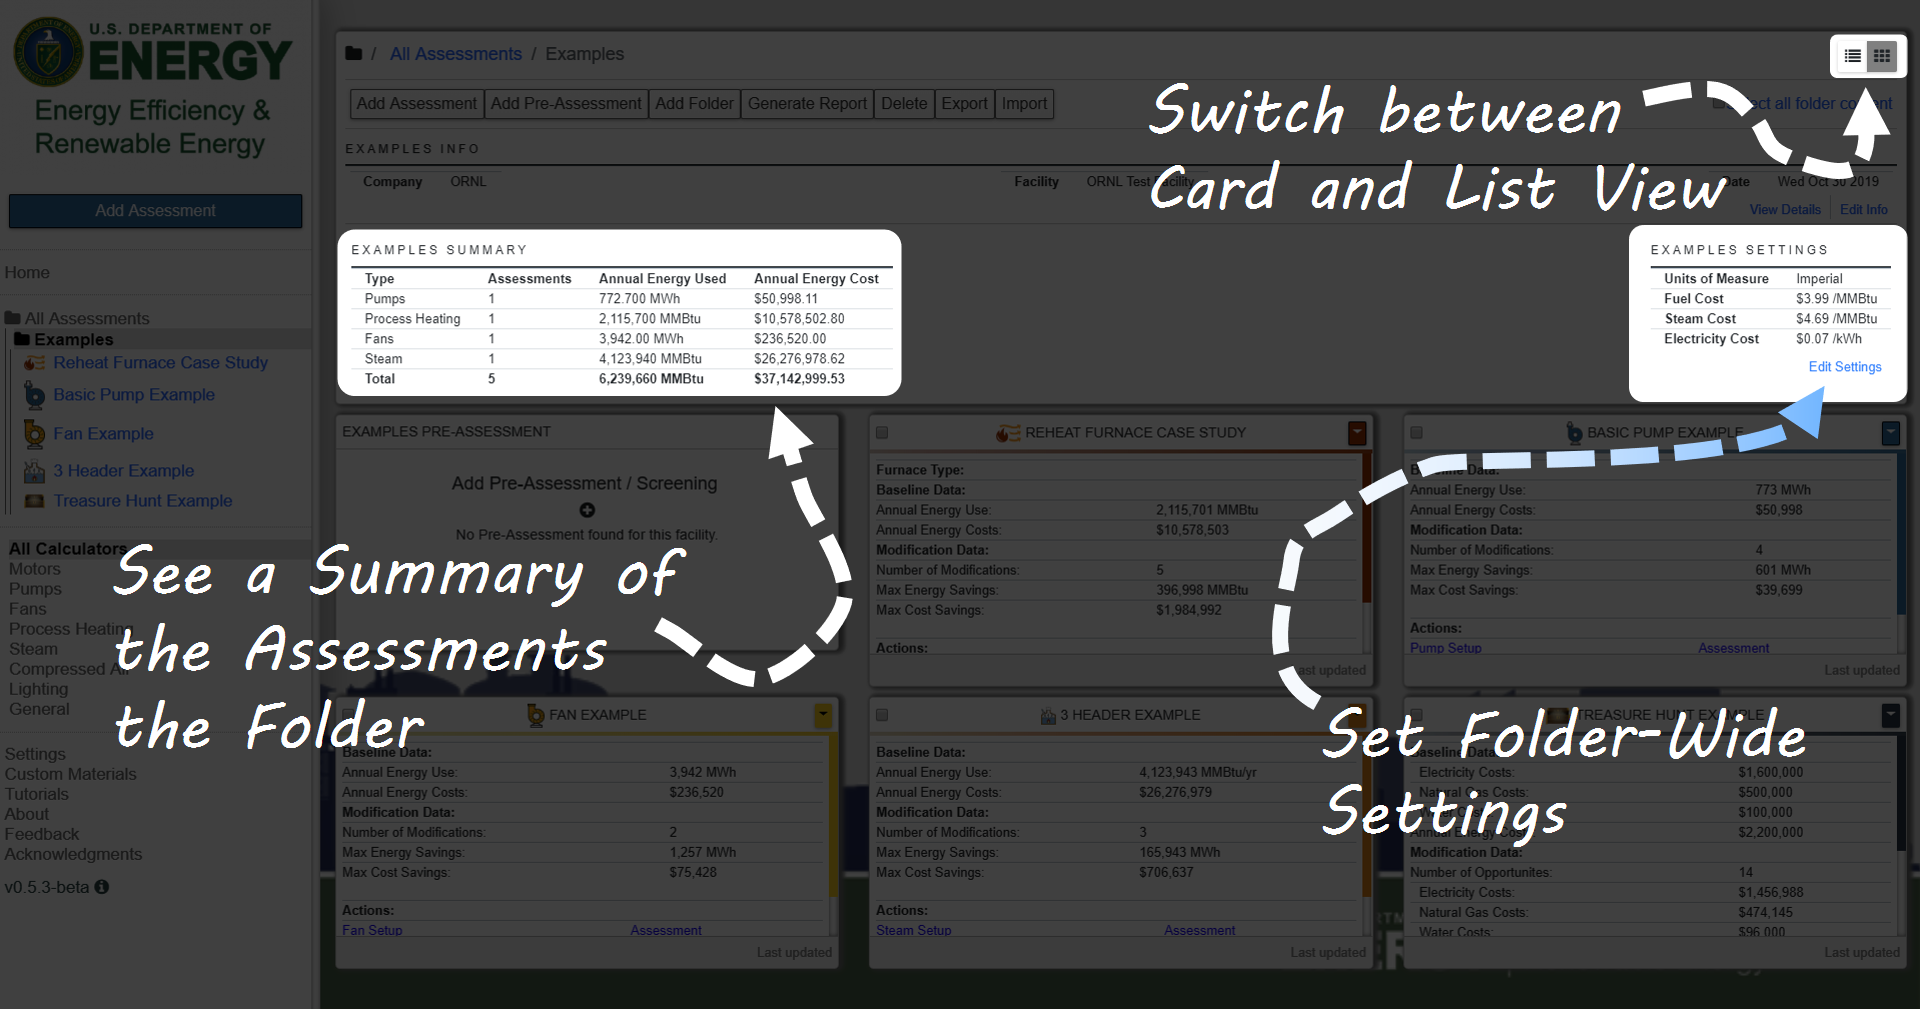 U.S. DEPARTMENT OF
ENERGY
Energy Efficiency &
Renewable Energy
Add Assessment
Home
All Assessments
Examples
Reheat Furnace Case Study
Basic Pump Example
Fan Example
3 Header Example
Treasure Hunt Example
All Calculators
Motors
Pumps
Fans
Process Heating
Steam
Compressed Air
Lighting
General
Settings
Custom Materials
Tutorials
About
Feedback
Acknowledgments
v0.5.3-beta
/ All Assessments / Examples
Add Assessment Add Pre-Assessment Add Folder Generate Report Delete Export Import
Select all folder content
EXAMPLES INFO
Company ORNL Facility ORNL Test Facility Date Wed Oct 30 2019
View Details Edit Info
Switch between
Card and List View
EXAMPLES SUMMARY
Type Assessments Annual Energy Used Annual Energy Cost
Pumps 1 772.700 MWh $50,998.11
Process Heating 1 2,115,700 MMBtu $10,578,502.80
Fans 1 3,942.00 MWh $236,520.00
Steam 1 4,123,940 MMBtu $26,276,978.62
Total 5 6,239,660 MMBtu $37,142,999.53
EXAMPLES SETTINGS
Units of Measure Imperial
Fuel Cost $3.99 /MMBtu
Steam Cost $4.69 /MMBtu
Electricity Cost $0.07 /kWh
Edit Settings
See a Summary of
the Assessments
the Folder
Set Folder-Wide
Settings
EXAMPLES PRE-ASSESSMENT
Add Pre-Assessment / Screening
No Pre-Assessment found for this facility.
REHEAT FURNACE CASE STUDY
Furnace Type:
Baseline Data:
Annual Energy Use: 2,115,701 MMBtu
Annual Energy Costs: $10,578,503
Modification Data:
Number of Modifications: 5
Max Energy Savings: 396,998 MMBtu
Max Cost Savings: $1,984,992
Actions:
Last updated
BASIC PUMP EXAMPLE
Baseline Data:
Annual Energy Use: 773 MWh
Annual Energy Costs: $50,998
Modification Data:
Number of Modifications: 4
Max Energy Savings: 601 MWh
Max Cost Savings: $39,699
Actions:
Pump Setup Assessment
Last updated
FAN EXAMPLE
Baseline Data:
Annual Energy Use: 3,942 MWh
Annual Energy Costs: $236,520
Modification Data:
Number of Modifications: 2
Max Energy Savings: 1,257 MWh
Max Cost Savings: $75,428
Actions:
Fan Setup Assessment
Last updated
3 HEADER EXAMPLE
Baseline Data:
Annual Energy Use: 4,123,943 MMBtu/yr
Annual Energy Costs: $26,276,979
Modification Data:
Number of Modifications: 3
Max Energy Savings: 165,943 MWh
Max Cost Savings: $706,637
Actions:
Steam Setup Assessment
Last updated
TREASURE HUNT EXAMPLE
Baseline Data:
Electricity Costs: $1,600,000
Natural Gas Costs: $500,000
Water Costs: $100,000
Annual Energy Costs: $2,200,000
Modification Data:
Number of Opportunites: 14
Electricity Costs: $1,456,988
Natural Gas Costs: $474,145
Water Costs: $96,000
Last updated